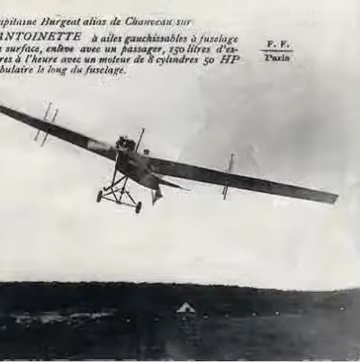 apitaine Burgeat alias de Chauveau sur
ANTOINETTE à ailes gauchissables à fuselage
surface, enlève avec un passager, 150 litres d'es-
res à l'heure avec un moteur de 8 cylindres 50 HP
bulaire le long du fuselage.
F. F.
Paris